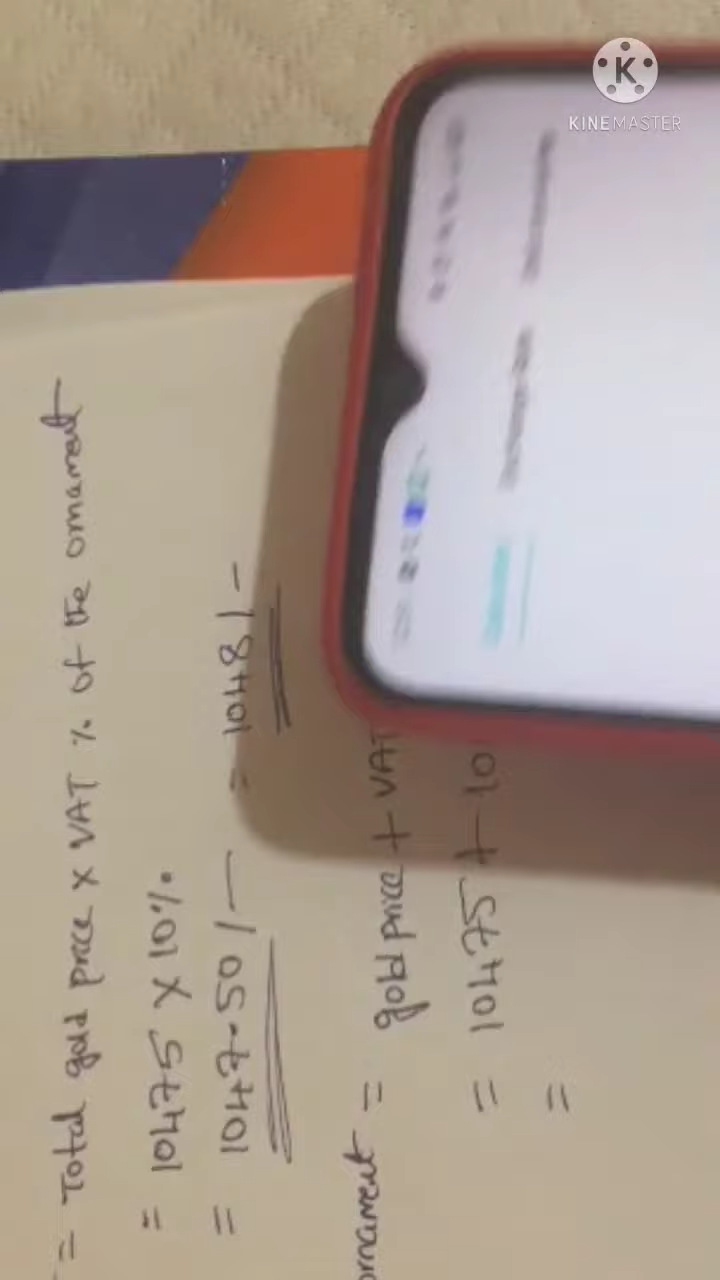 KINEMASTER
= Total gold price x VAT % of the ornament
= 10475 x 10%
= 1047.50/- = 1048/-
ornament = gold price + VAT
= 10475 + 10
=